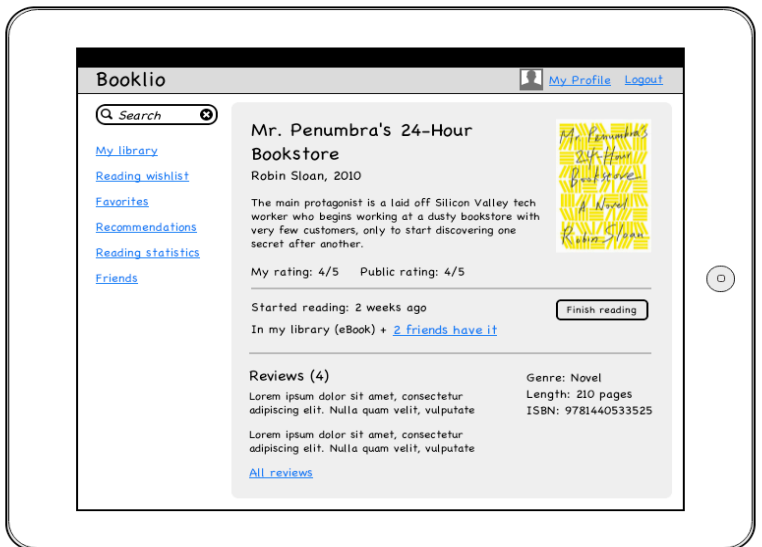 Booklio
My Profile Logout
Search
My library
Reading wishlist
Favorites
Recommendations
Reading statistics
Friends
Mr. Penumbra's 24-Hour
Bookstore
Robin Sloan, 2010
The main protagonist is a laid off Silicon Valley tech
worker who begins working at a dusty bookstore with
very few customers, only to start discovering one
secret after another.
My rating: 4/5 Public rating: 4/5
Mr. Penumbra's
24-Hour
Bookstore
A Novel
Robin Sloan
Started reading: 2 weeks ago
Finish reading
In my library (eBook) + 2 friends have it
Reviews (4)
Lorem ipsum dolor sit amet, consectetur
adipiscing elit. Nulla quam velit, vulputate
Lorem ipsum dolor sit amet, consectetur
adipiscing elit. Nulla quam velit, vulputate
All reviews
Genre: Novel
Length: 210 pages
ISBN: 9781440533525